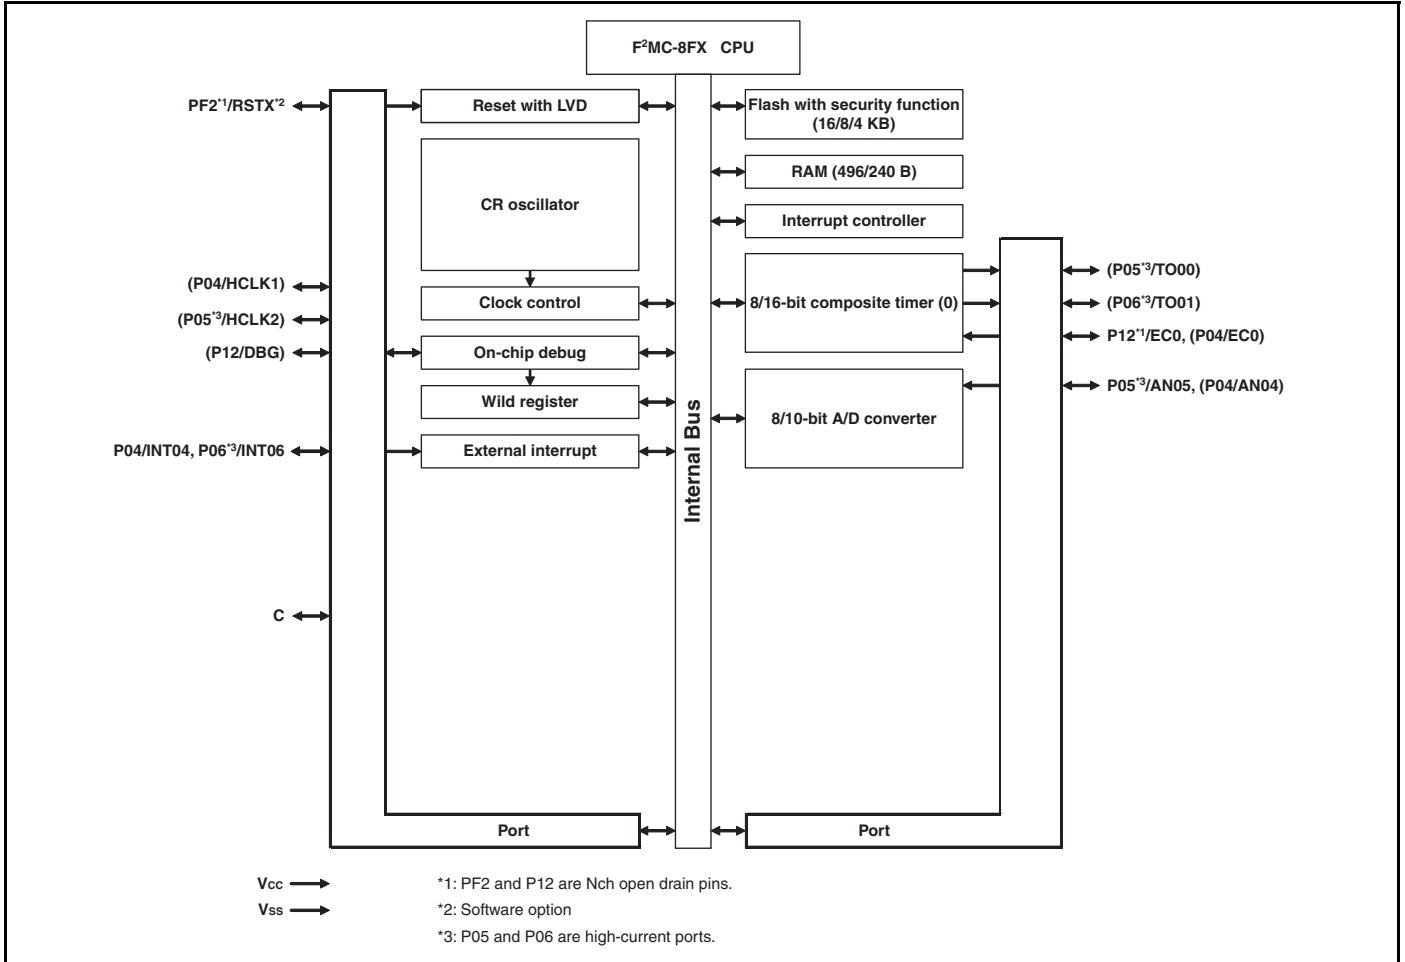 F²MC-8FX CPU
PF2*1/RSTX*2
Reset with LVD
Flash with security function
(16/8/4 KB)
CR oscillator
RAM (496/240 B)
Interrupt controller
(P04/HCLK1)
(P05*3/HCLK2)
(P12/DBG)
Clock control
8/16-bit composite timer (0)
(P05*3/TO00)
(P06*3/TO01)
P12*1/EC0, (P04/EC0)
On-chip debug
Wild register
P05*3/AN05, (P04/AN04)
8/10-bit A/D converter
P04/INT04, P06*3/INT06
External interrupt
Internal Bus
C
Port
Port
Vcc
Vss
*1: PF2 and P12 are Nch open drain pins.
*2: Software option
*3: P05 and P06 are high-current ports.